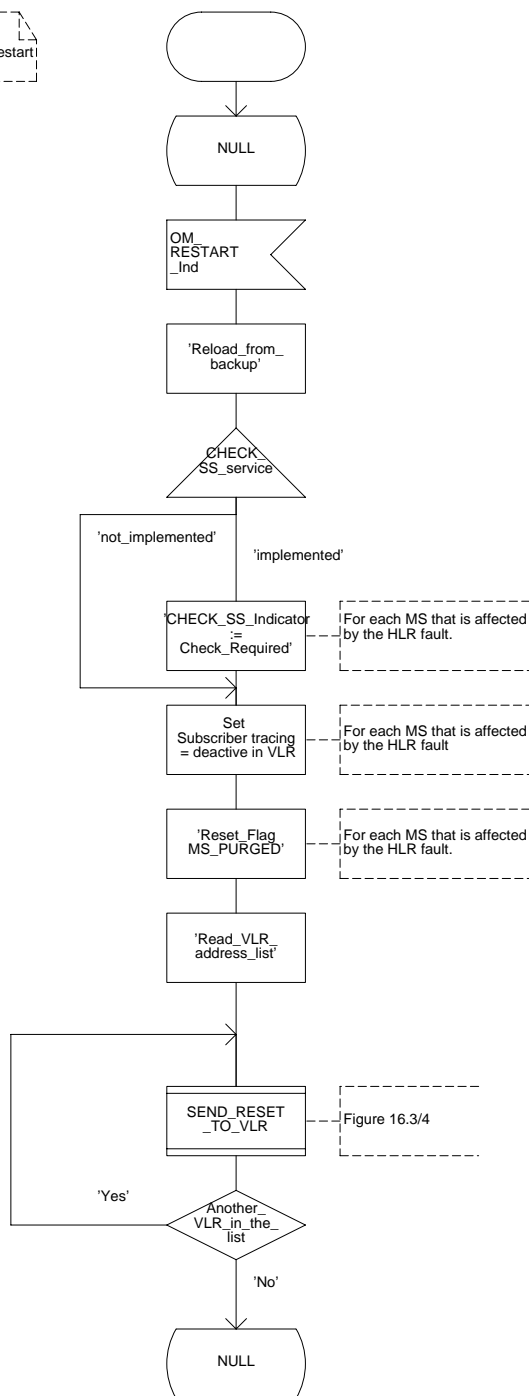 estart
NULL
OM_
RESTART
_Ind
'Reload_from_
backup'
CHECK_
SS_service
'not_implemented'
'implemented'
'CHECK_SS_Indicator
:=
Check_Required'
For each MS that is affected
by the HLR fault.
Set
Subscriber tracing
= deactive in VLR
For each MS that is affected
by the HLR fault
'Reset_Flag
MS_PURGED'
For each MS that is affected
by the HLR fault.
'Read_VLR_
address_list'
SEND_RESET
_TO_VLR
Figure 16.3/4
'Yes'
Another_
VLR_in_the_
list
'No'
NULL